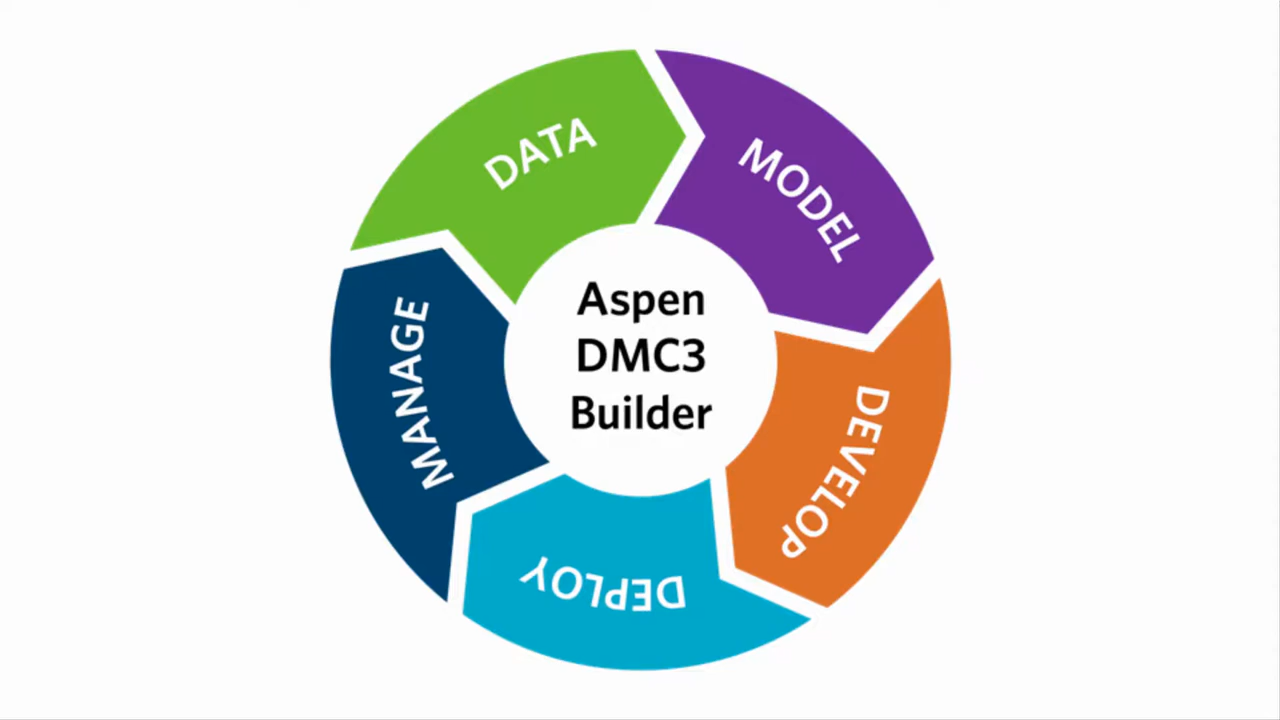 DATA
MODEL
DEVELOP
DEPLOY
MANAGE
Aspen
DMC3
Builder